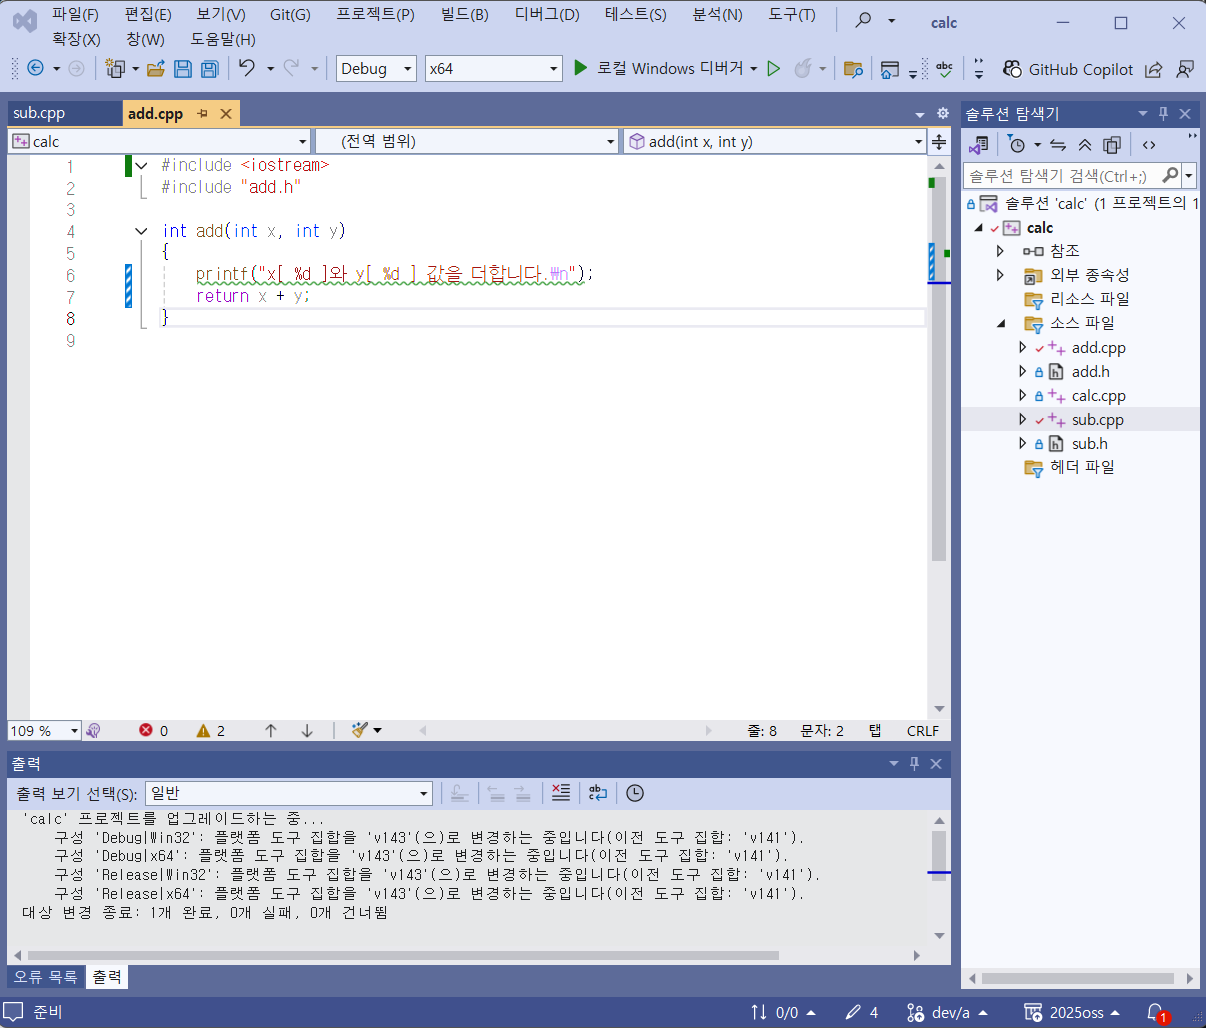 파일(F) 편집(E) 보기(V) Git(G) 프로젝트(P) 빌드(B) 디버그(D) 테스트(S) 분석(N) 도구(T) calc
확장(X) 창(W) 도움말(H)
Debug x64 로컬 Windows 디버거 abc GitHub Copilot
sub.cpp add.cpp
calc (전역 범위) add(int x, int y)
1 #include <iostream>
2 #include "add.h"
3
4 int add(int x, int y)
5 {
6 printf("x[ %d ]와 y[ %d ] 값을 더합니다.₩n");
7 return x + y;
8 }
9
109 % 0 2 줄: 8 문자: 2 탭 CRLF
출력
출력 보기 선택(S): 일반
'calc' 프로젝트를 업그레이드하는 중...
구성 'Debug|Win32': 플랫폼 도구 집합을 'v143'(으)로 변경하는 중입니다(이전 도구 집합: 'v141').
구성 'Debug|x64': 플랫폼 도구 집합을 'v143'(으)로 변경하는 중입니다(이전 도구 집합: 'v141').
구성 'Release|Win32': 플랫폼 도구 집합을 'v143'(으)로 변경하는 중입니다(이전 도구 집합: 'v141').
구성 'Release|x64': 플랫폼 도구 집합을 'v143'(으)로 변경하는 중입니다(이전 도구 집합: 'v141').
대상 변경 종료: 1개 완료, 0개 실패, 0개 건너뜀
오류 목록 출력
솔루션 탐색기
솔루션 탐색기 검색(Ctrl+;)
솔루션 'calc' (1 프로젝트의 1
calc
참조
외부 종속성
리소스 파일
소스 파일
add.cpp
add.h
calc.cpp
sub.cpp
sub.h
헤더 파일
준비 0/0 4 dev/a 2025oss 1